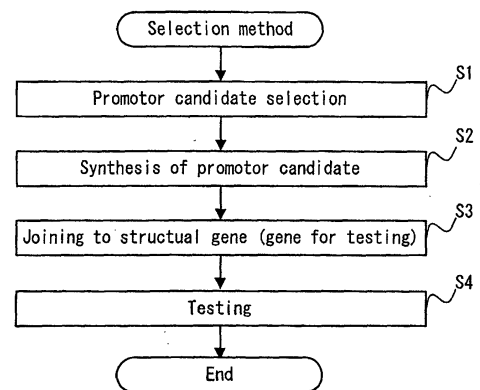 Selection method
S1
Promotor candidate selection
S2
Synthesis of promotor candidate
S3
Joining to structual gene (gene for testing)
S4
Testing
End